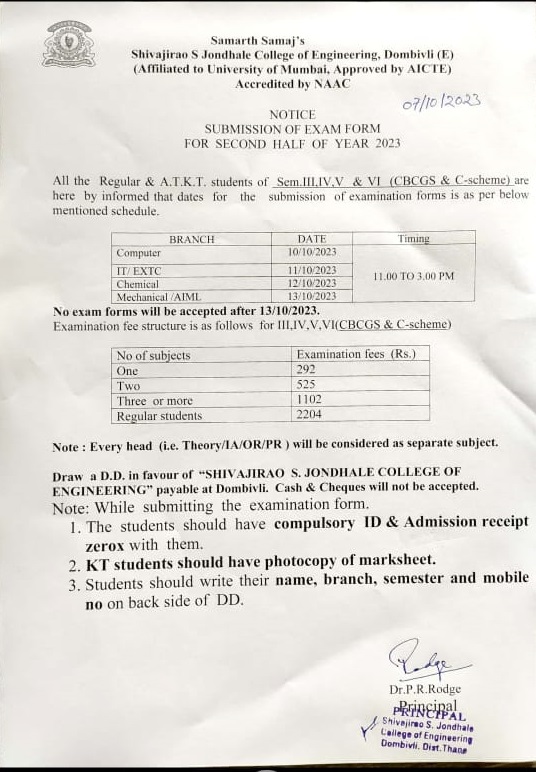 Samarth Samaj's
Shivajirao S Jondhale College of Engineering, Dombivli (E)
(Affiliated to University of Mumbai, Approved by AICTE)
Accredited by NAAC
07/10/2023
NOTICE
SUBMISSION OF EXAM FORM
FOR SECOND HALF OF YEAR 2023
All the Regular & A.T.K.T. students of Sem.III,IV,V & VI (CBCGS & C-scheme) are
here by informed that dates for the submission of examination forms is as per below
mentioned schedule.
BRANCH DATE Timing
Computer 10/10/2023
IT/ EXTC 11/10/2023
11.00 TO 3.00 PM
Chemical 12/10/2023
Mechanical /AIML 13/10/2023
No exam forms will be accepted after 13/10/2023.
Examination fee structure is as follows for III,IV,V,VI(CBCGS & C-scheme)
No of subjects Examination fees (Rs.)
One 292
Two 525
Three or more 1102
Regular students 2204
Note : Every head (i.e. Theory/IA/OR/PR ) will be considered as separate subject.
Draw a D.D. in favour of “SHIVAJIRAO S. JONDHALE COLLEGE OF
ENGINEERING” payable at Dombivli. Cash & Cheques will not be accepted.
Note: While submitting the examination form.
1. The students should have compulsory ID & Admission receipt
zerox with them.
2. KT students should have photocopy of marksheet.
3. Students should write their name, branch, semester and mobile
no on back side of DD.
Rodge
Dr.P.R.Rodge
Principal
PRINCIPAL
Shivajirao S. Jondhale
College of Engineering
Dombivli. Dist.Thane